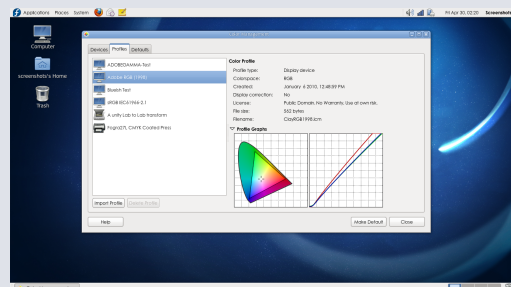 Applications Places System
Fri Apr 30, 02:20 Screenshots
Computer
screenshots's Home
Trash
Devices Profiles Defaults
ADOBEGAMMA-Test
Adobe RGB (1998)
Blueish Test
sRGB IEC61966-2.1
A unity Lab to Lab transform
Fogra27L CMYK Coated Press
Import Profile Delete Profile
Color Profile
Profile type: Display device
Colorspace: RGB
Created: January 6 2010, 12:48:59 PM
Display correction: No
License: Public Domain. No Warranty, Use at own risk.
File size: 562 bytes
Filename: ClayRGB1998.icm
Profile Graphs
Help Make Default Close